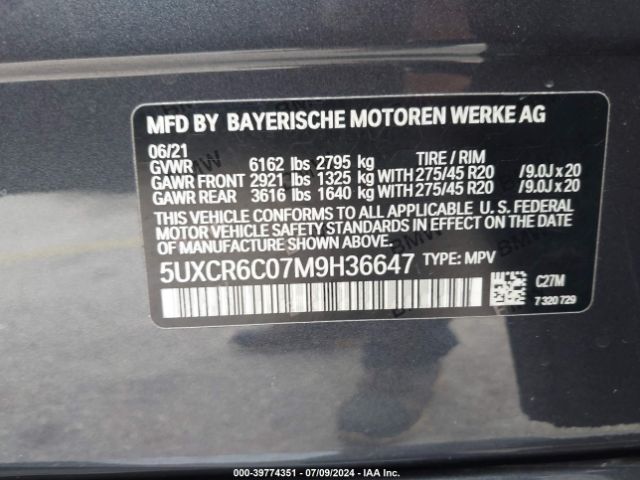 MFD BY BAYERISCHE MOTOREN WERKE AG
06/21
GVWR 6162 lbs 2795 kg TIRE / RIM
GAWR FRONT 2921 lbs 1325 kg WITH 275/45 R20 /9.0J x 20
GAWR REAR 3616 lbs 1640 kg WITH 275/45 R20 /9.0J x 20
THIS VEHICLE CONFORMS TO ALL APPLICABLE U. S. FEDERAL
MOTOR VEHICLE SAFETY STANDARDS IN EFFECT ON THE DATE
OF MANUFACTURE SHOWN ABOVE.
5UXCR6C07M9H36647 TYPE: MPV
C27M
7 320 729
000-39774351 | 07/09/2024 - IAA Inc.